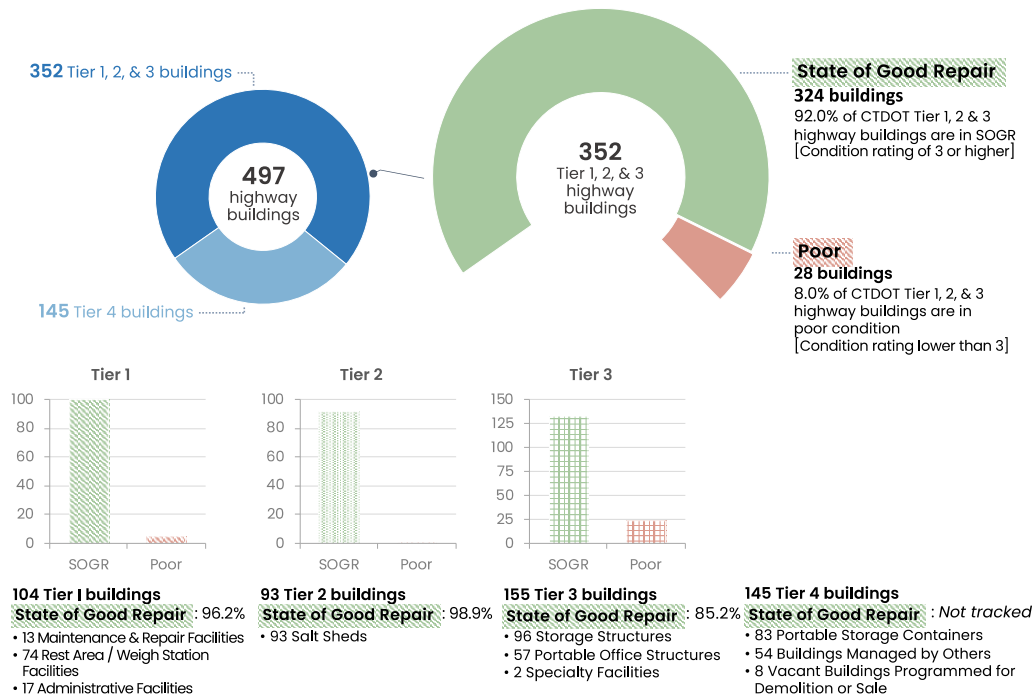 352 Tier 1, 2, & 3 buildings
497
highway
buildings
145 Tier 4 buildings
352
Tier 1, 2, & 3
highway
buildings
State of Good Repair
324 buildings
92.0% of CTDOT Tier 1, 2 & 3
highway buildings are in SOGR
[Condition rating of 3 or higher]
Poor
28 buildings
8.0% of CTDOT Tier 1, 2, & 3
highway buildings are in
poor condition
[Condition rating lower than 3]
Tier 1
100
80
60
40
20
0
SOGR Poor
Tier 2
100
80
60
40
20
0
SOGR Poor
Tier 3
150
125
100
75
50
25
0
SOGR Poor
104 Tier 1 buildings
State of Good Repair : 96.2%
• 13 Maintenance & Repair Facilities
• 74 Rest Area / Weigh Station
Facilities
• 17 Administrative Facilities
93 Tier 2 buildings
State of Good Repair : 98.9%
• 93 Salt Sheds
155 Tier 3 buildings
State of Good Repair : 85.2%
• 96 Storage Structures
• 57 Portable Office Structures
• 2 Specialty Facilities
145 Tier 4 buildings
State of Good Repair : Not tracked
• 83 Portable Storage Containers
• 54 Buildings Managed by Others
• 8 Vacant Buildings Programmed for
Demolition or Sale